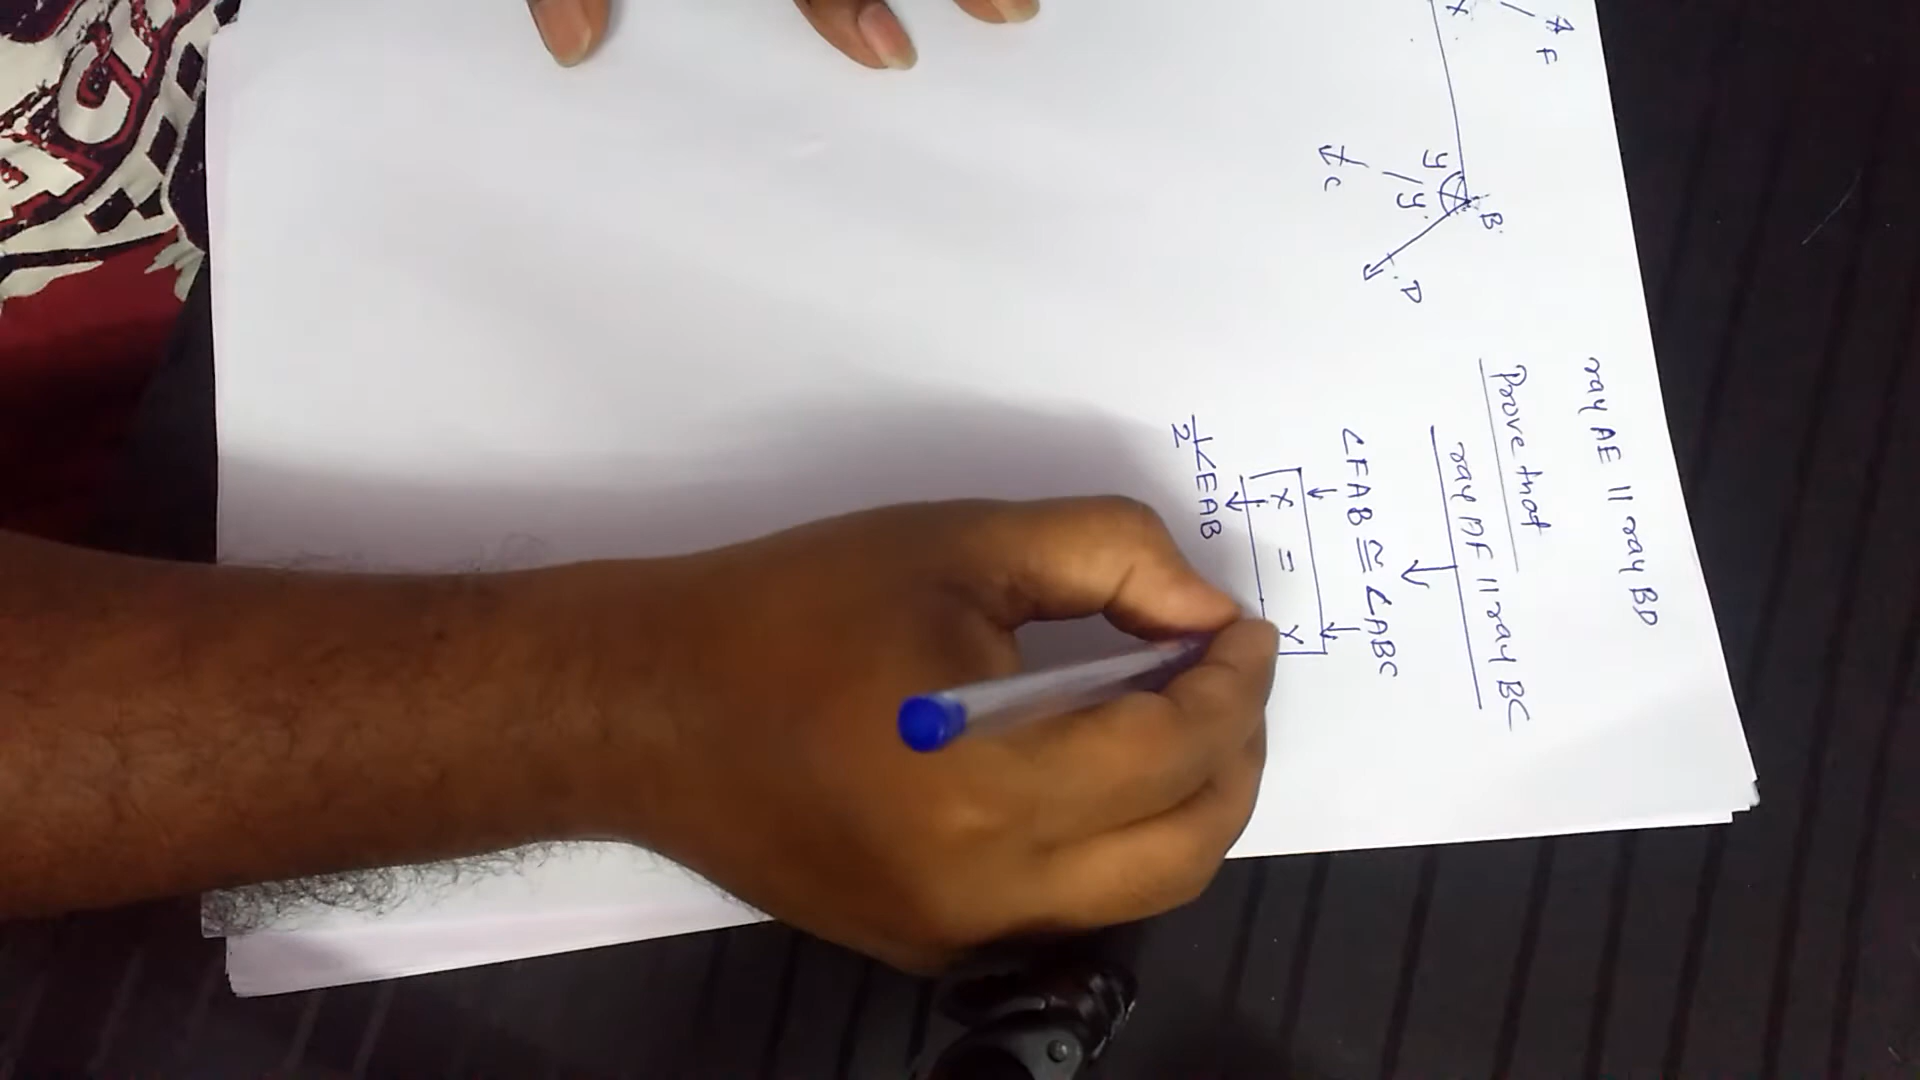 ray AE || ray BD
Prove that
ray AF || ray BC
∠FAB ≅ ∠ABC
x = y
1/2 ∠EAB
x
A
F
y
B
y
C
D